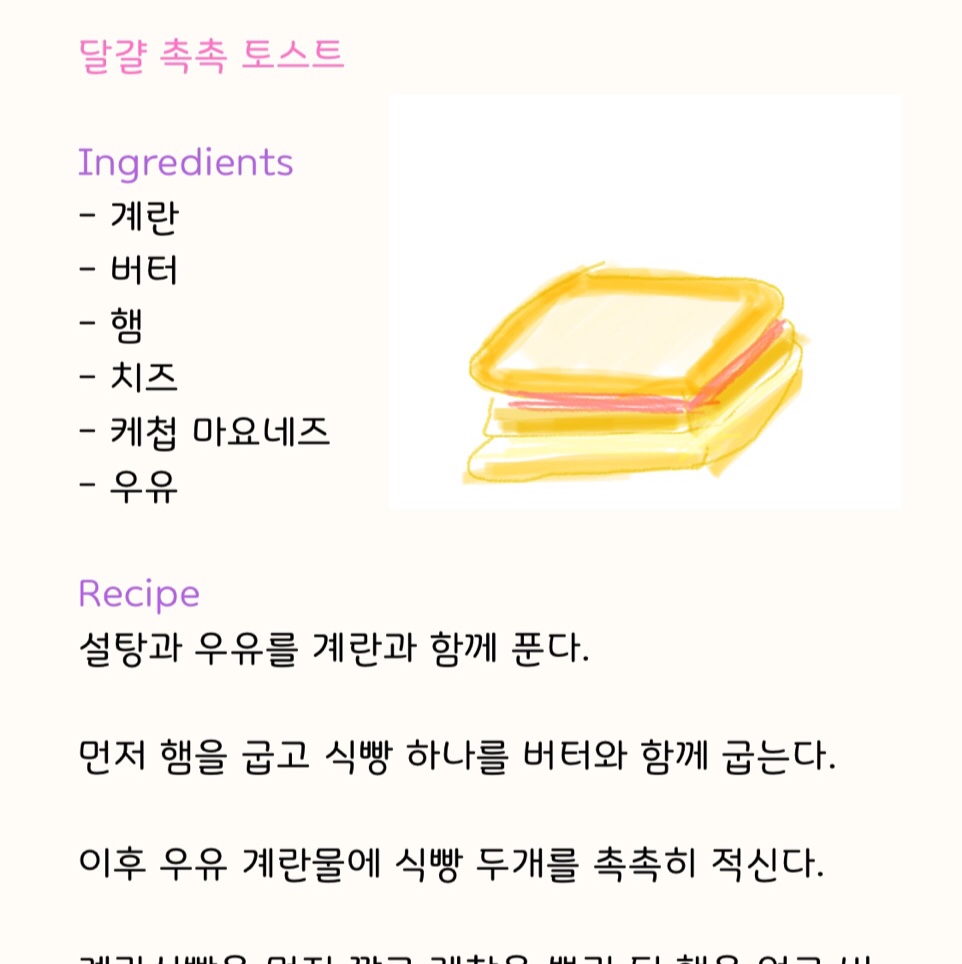 달걀 촉촉 토스트
Ingredients
- 계란
- 버터
- 햄
- 치즈
- 케첩 마요네즈
- 우유
Recipe
설탕과 우유를 계란과 함께 푼다.
먼저 햄을 굽고 식빵 하나를 버터와 함께 굽는다.
이후 우유 계란물에 식빵 두개를 촉촉히 적신다.